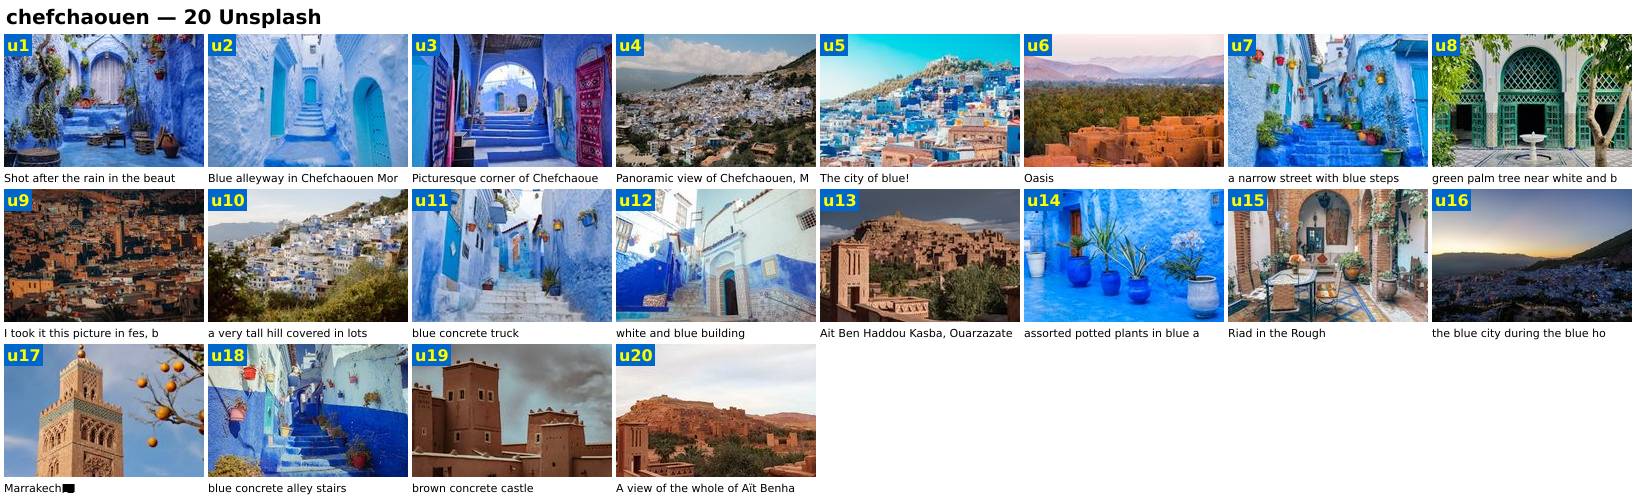 chefchaouen — 20 Unsplash
u1 u2 u3 u4 u5 u6 u7 u8
Shot after the rain in the beaut Blue alleyway in Chefchaouen Mor Picturesque corner of Chefchaoue Panoramic view of Chefchaouen, M The city of blue! Oasis a narrow street with blue steps green palm tree near white and b
u9 u10 u11 u12 u13 u14 u15 u16
I took it this picture in fes, b a very tall hill covered in lots blue concrete truck white and blue building Ait Ben Haddou Kasba, Ouarzazate assorted potted plants in blue a Riad in the Rough the blue city during the blue ho
u17 u18 u19 u20
Marrakech blue concrete alley stairs brown concrete castle A view of the whole of Aït Benha